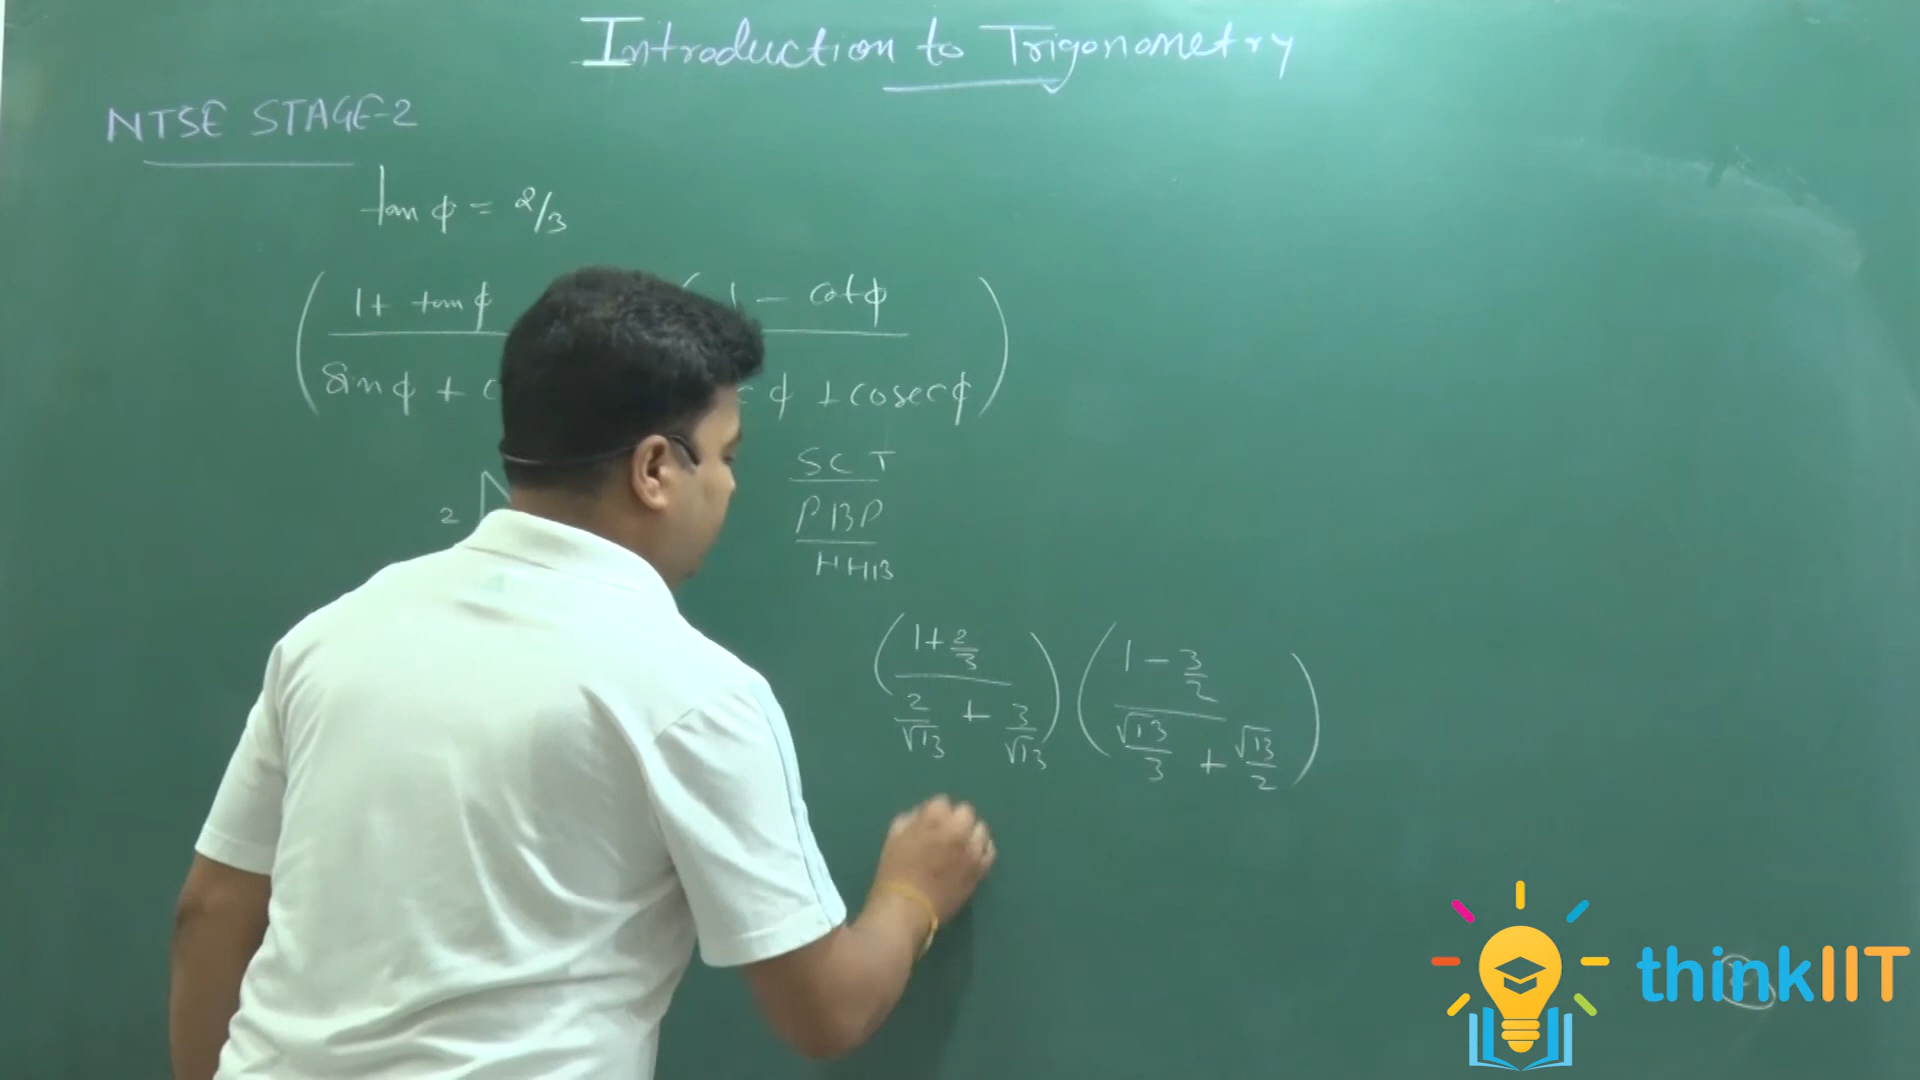 Introduction to Trigonometry
NTSE STAGE-2
tan ϕ = 2/3
( 1 + tan ϕ ( 1 - cot ϕ )
sin ϕ + c ϕ + cosec ϕ
2
S C T
P B P
H H B
( 1 + 2/3 ) ( 1 - 3/2 )
2/√13 + 3/√13 √13/3 + √13/2
thinkIIT